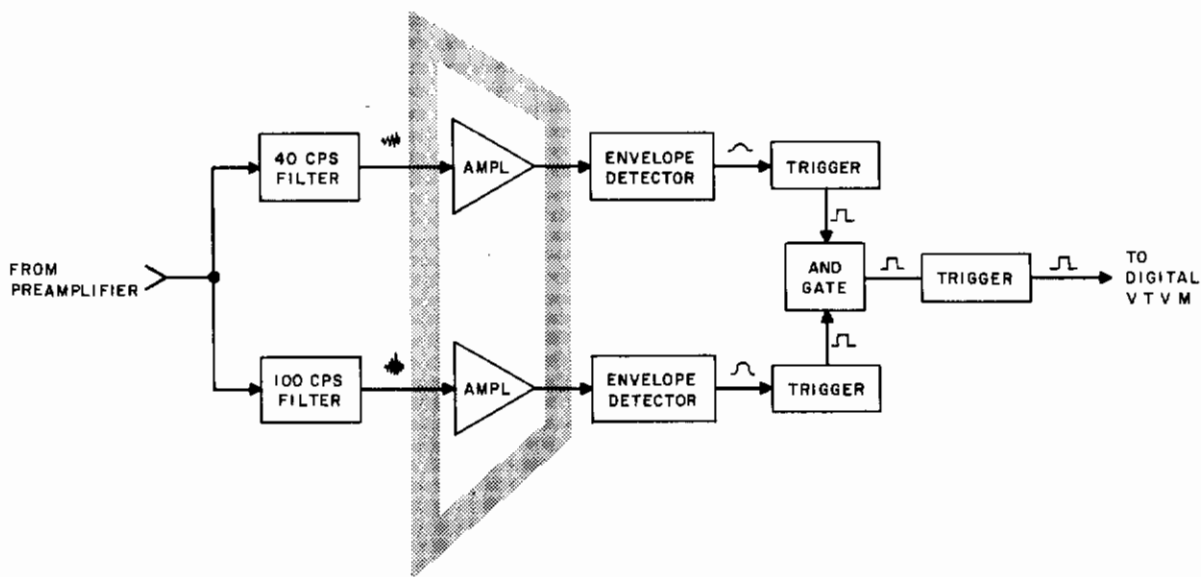 FROM
PREAMPLIFIER
40 CPS
FILTER
AMPL
ENVELOPE
DETECTOR
TRIGGER
AND
GATE
TRIGGER
TO
DIGITAL
V T V M
100 CPS
FILTER
AMPL
ENVELOPE
DETECTOR
TRIGGER